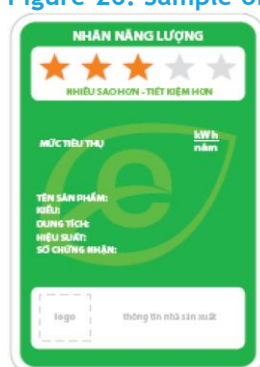 Figure 20. Sample of
NHÃN NĂNG LƯỢNG
NHIỀU SAO HƠN - TIẾT KIỆM HƠN
MỨC TIÊU THỤ
kWh
năm
TÊN SẢN PHẨM:
KIỂU:
DUNG TÍCH:
HIỆU SUẤT:
SỐ CHỨNG NHẬN:
logo
thông tin nhà sản xuất